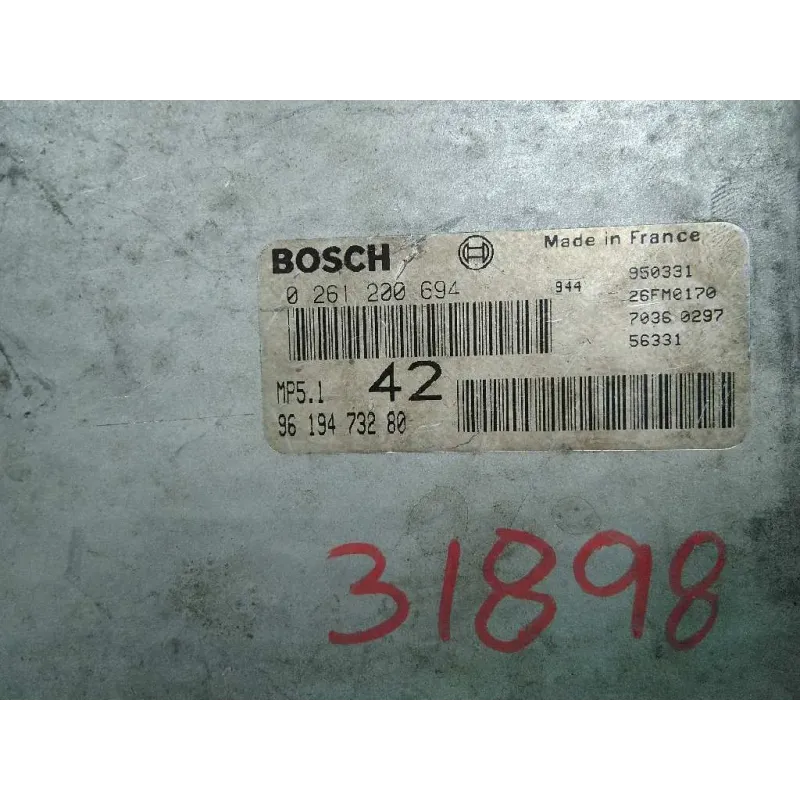 BOSCH
Made in France
0 261 200 694
944
950331
26FM0170
7036 0297
56331
MP5.1
42
96 194 732 80
31898